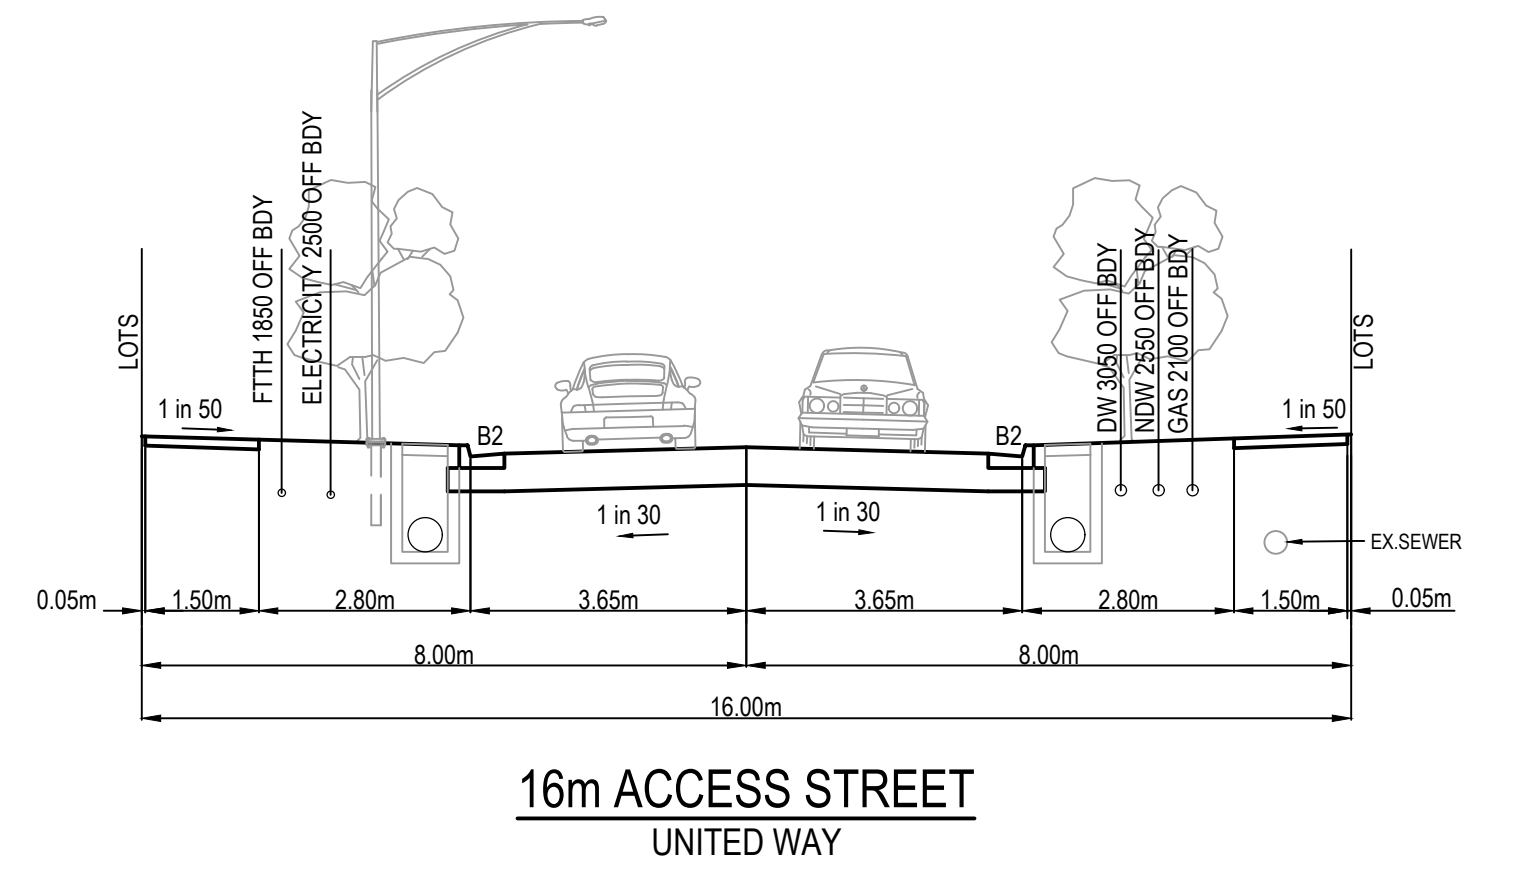 FTTH 1850 OFF BDY
ELECTRICITY 2500 OFF BDY
DW 3050 OFF BDY
NDW 2550 OFF BDY
GAS 2100 OFF BDY
LOTS
LOTS
1 in 50
1 in 50
B2
B2
1 in 30
1 in 30
EX.SEWER
0.05m
1.50m
2.80m
3.65m
3.65m
2.80m
1.50m
0.05m
8.00m
8.00m
16.00m
16m ACCESS STREET
UNITED WAY